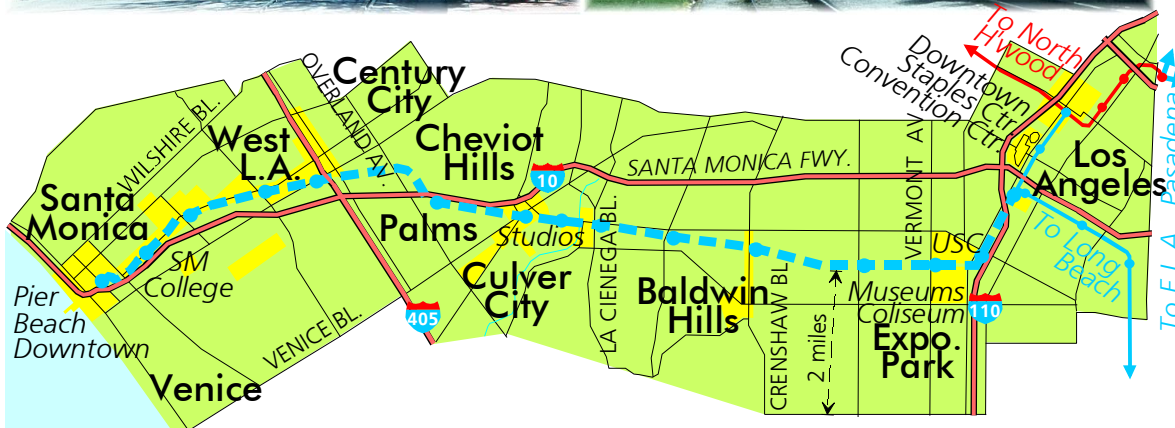 To North
H'wood
Downtown
Staples Ctr.
Convention Ctr.
OVERLAND AV.
Century
City
WILSHIRE BL.
West
L.A.
Cheviot
Hills
10
SANTA MONICA FWY.
VERMONT AV
Los
Angeles
Pasadena
To E.L.A.
Santa
Monica
Palms
Studios
LA CIENEGA BL.
USC
To Long
Beach
SM
College
Culver
City
Baldwin
Hills
CRENSHAW BL
Museums
Coliseum
110
Pier
Beach
Downtown
405
VENICE BL.
2 miles
Expo.
Park
Venice